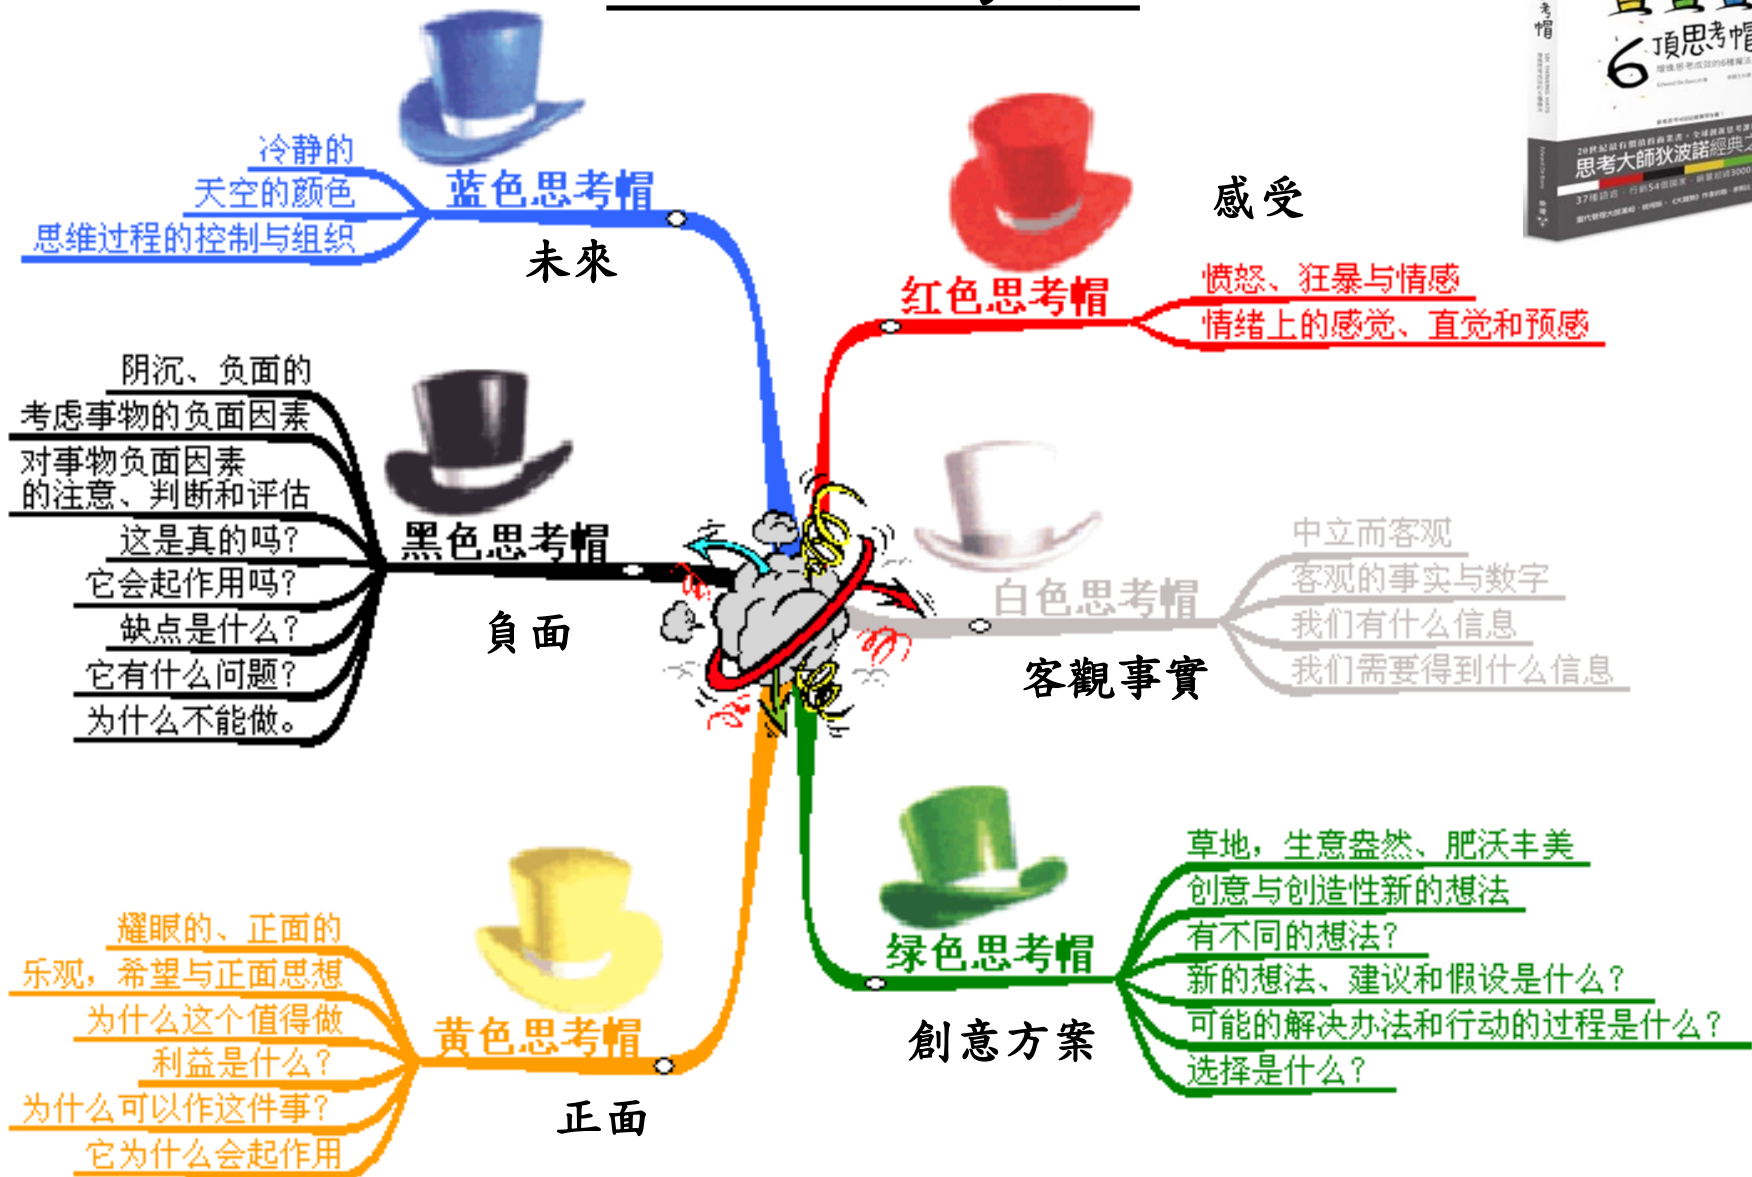 冷静的
天空的颜色
思维过程的控制与组织
蓝色思考帽
未來
感受
红色思考帽
愤怒、狂暴与情感
情绪上的感觉、直觉和预感
6頂思考帽
思考大師狄波諾經典之
阴沉、负面的
考虑事物的负面因素
对事物负面因素
的注意、判断和评估
这是真的吗?
它会起作用吗?
缺点是什么?
它有什么问题?
为什么不能做。
黑色思考帽
負面
白色思考帽
客觀事實
中立而客观
客观的事实与数字
我们有什么信息
我们需要得到什么信息
耀眼的、正面的
乐观,希望与正面思想
为什么这个值得做
利益是什么?
为什么可以作这件事?
它为什么会起作用
黄色思考帽
正面
绿色思考帽
創意方案
草地,生意盎然、肥沃丰美
创意与创造性新的想法
有不同的想法?
新的想法、建议和假设是什么?
可能的解决办法和行动的过程是什么?
选择是什么?